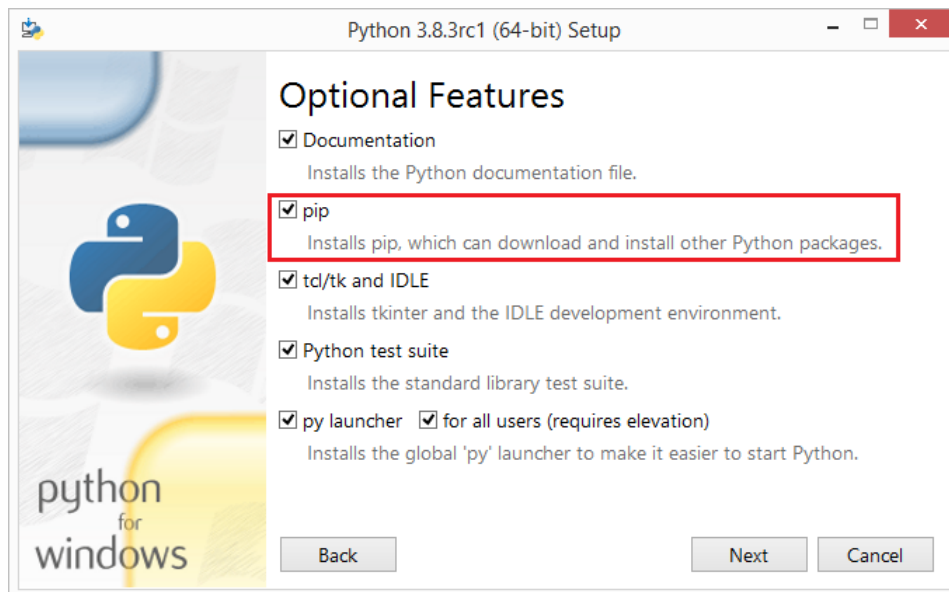 Python 3.8.3rc1 (64-bit) Setup
Optional Features
Documentation
Installs the Python documentation file.
pip
Installs pip, which can download and install other Python packages.
tcl/tk and IDLE
Installs tkinter and the IDLE development environment.
Python test suite
Installs the standard library test suite.
py launcher for all users (requires elevation)
Installs the global 'py' launcher to make it easier to start Python.
python
for
windows
Back Next Cancel